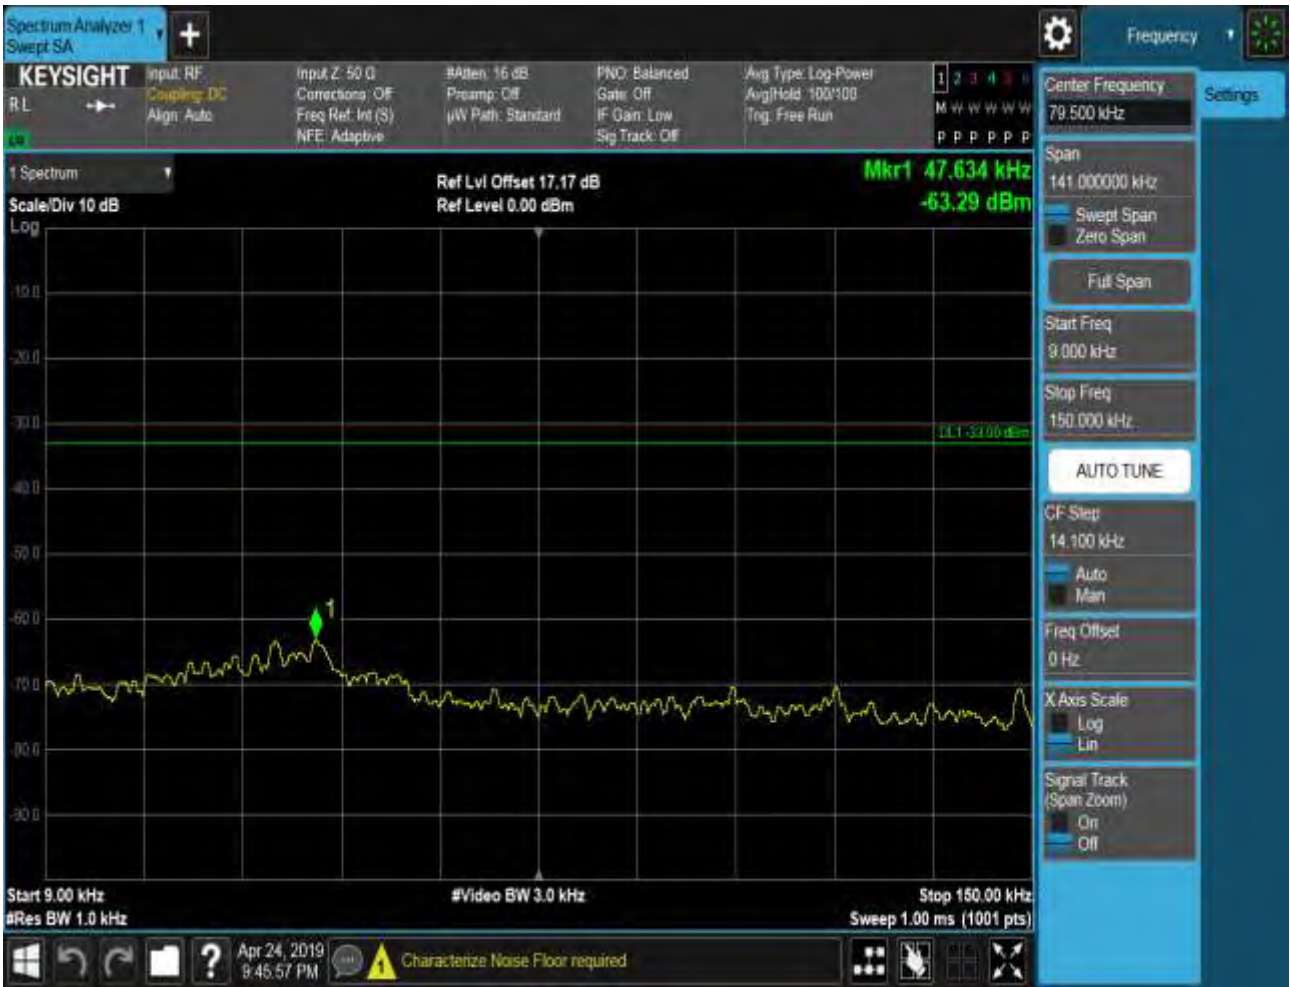 Spectrum Analyzer 1
Swept SA
+
Frequency
KEYSIGHT
RL
Input: RF
Coupling: DC
Align: Auto
Input Z: 50 Ω
Corrections: Off
Freq Ref: Int (S)
NFE: Adaptive
#Atten: 16 dB
Preamp: Off
µW Path: Standard
PNO: Balanced
Gate: Off
IF Gain: Low
Sig Track: Off
Avg Type: Log-Power
Avg|Hold: 100/100
Trig: Free Run
1 2 3 4 5 6
M W W W W W
P P P P P P
1 Spectrum
Scale/Div 10 dB
Log
Ref Lvl Offset 17.17 dB
Ref Level 0.00 dBm
Mkr1 47.634 kHz
-63.29 dBm
-10.0
-20.0
-30.0
-40.0
-50.0
-60.0
-70.0
-80.0
-90.0
DL1 -33.00 dBm
1
Start 9.00 kHz
#Res BW 1.0 kHz
#Video BW 3.0 kHz
Stop 150.00 kHz
Sweep 1.00 ms (1001 pts)
Center Frequency
79.500 kHz
Settings
Span
141.000000 kHz
Swept Span
Zero Span
Full Span
Start Freq
9.000 kHz
Stop Freq
150.000 kHz
AUTO TUNE
CF Step
14.100 kHz
Auto
Man
Freq Offset
0 Hz
X Axis Scale
Log
Lin
Signal Track
(Span Zoom)
On
Off
?
Apr 24, 2019
9:45:57 PM
1
Characterize Noise Floor required